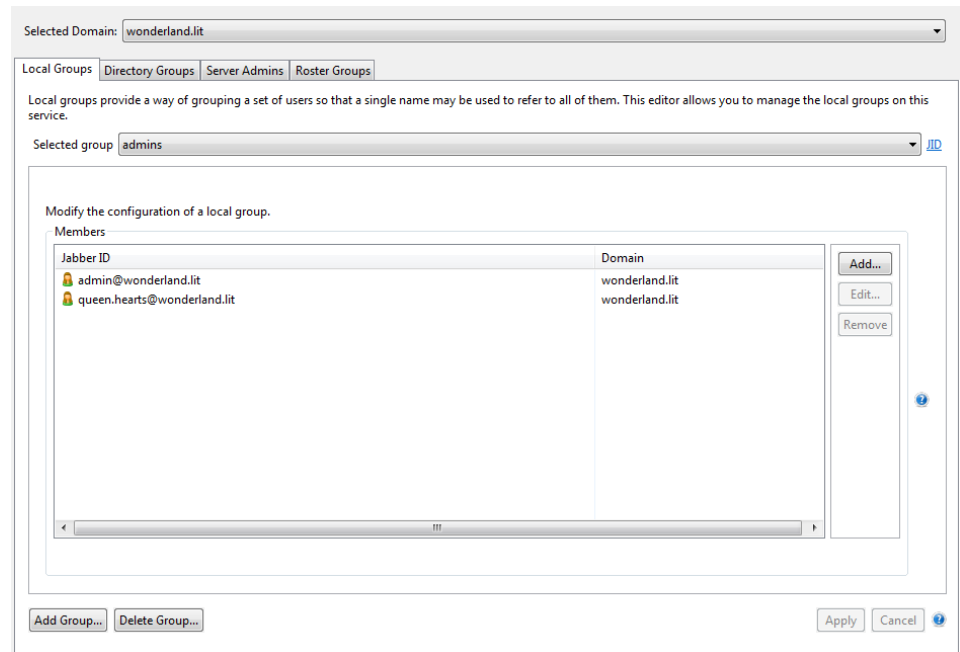 Selected Domain: wonderland.lit
Local Groups Directory Groups Server Admins Roster Groups
Local groups provide a way of grouping a set of users so that a single name may be used to refer to all of them. This editor allows you to manage the local groups on this
service.
Selected group admins JID
Modify the configuration of a local group.
Members
Jabber ID Domain
admin@wonderland.lit wonderland.lit
queen.hearts@wonderland.lit wonderland.lit
Add...
Edit...
Remove
Add Group... Delete Group... Apply Cancel